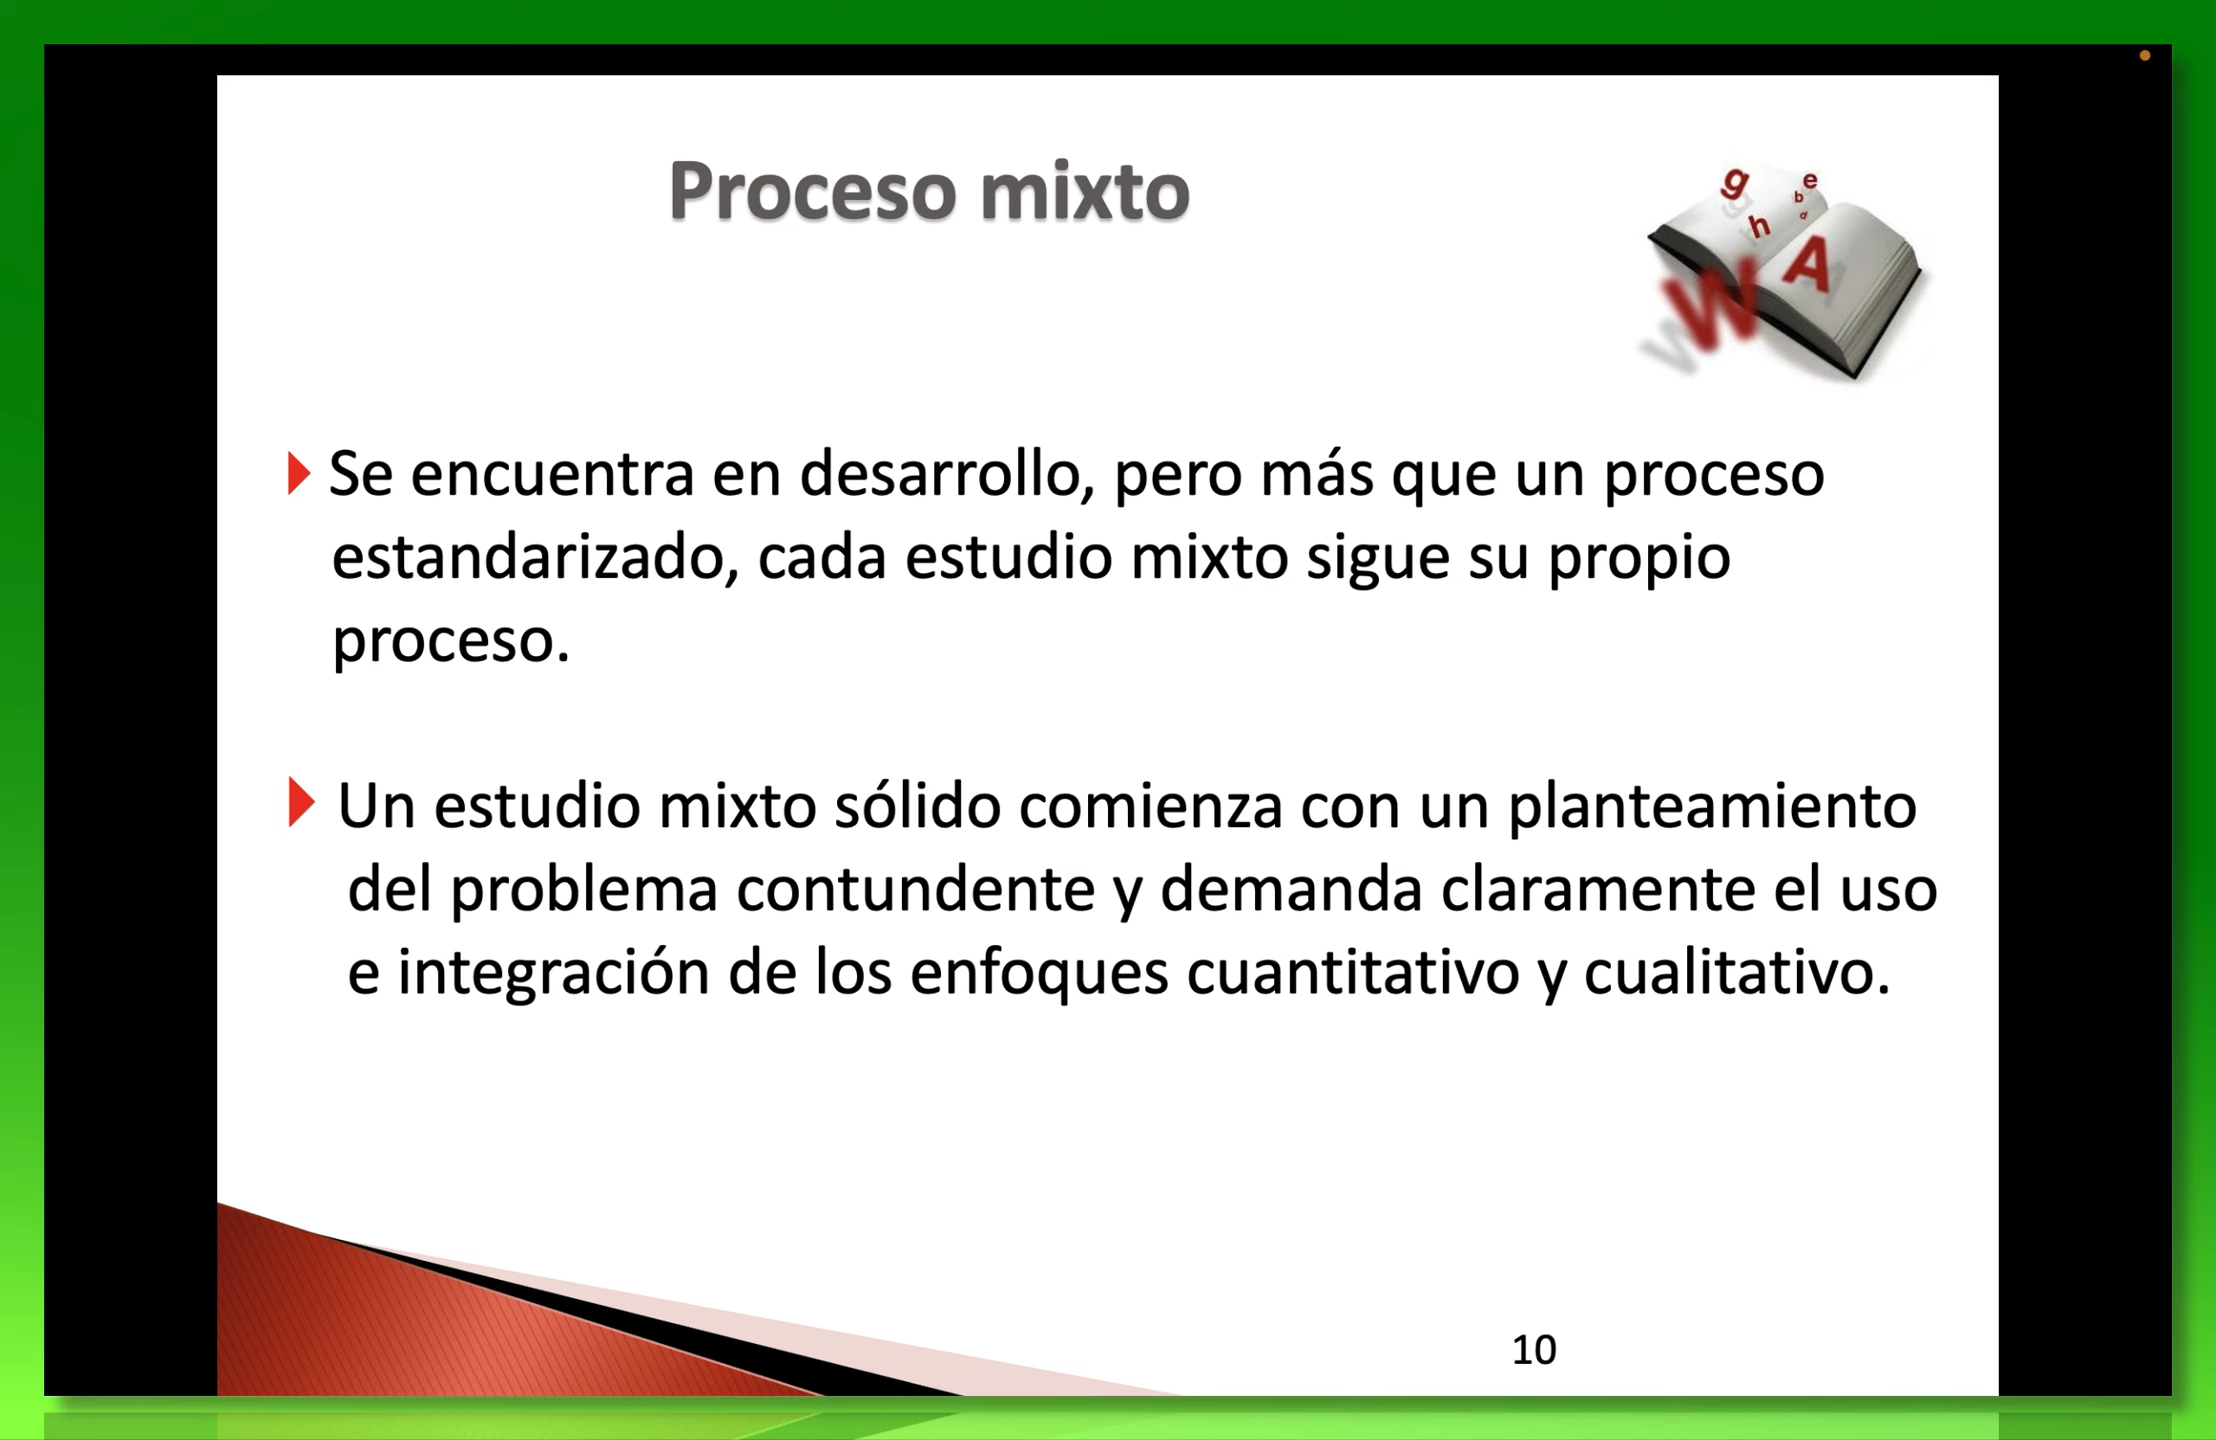 Proceso mixto
g
e
b
d
h
A
W
Se encuentra en desarrollo, pero más que un proceso
estandarizado, cada estudio mixto sigue su propio
proceso.
Un estudio mixto sólido comienza con un planteamiento
del problema contundente y demanda claramente el uso
e integración de los enfoques cuantitativo y cualitativo.
10